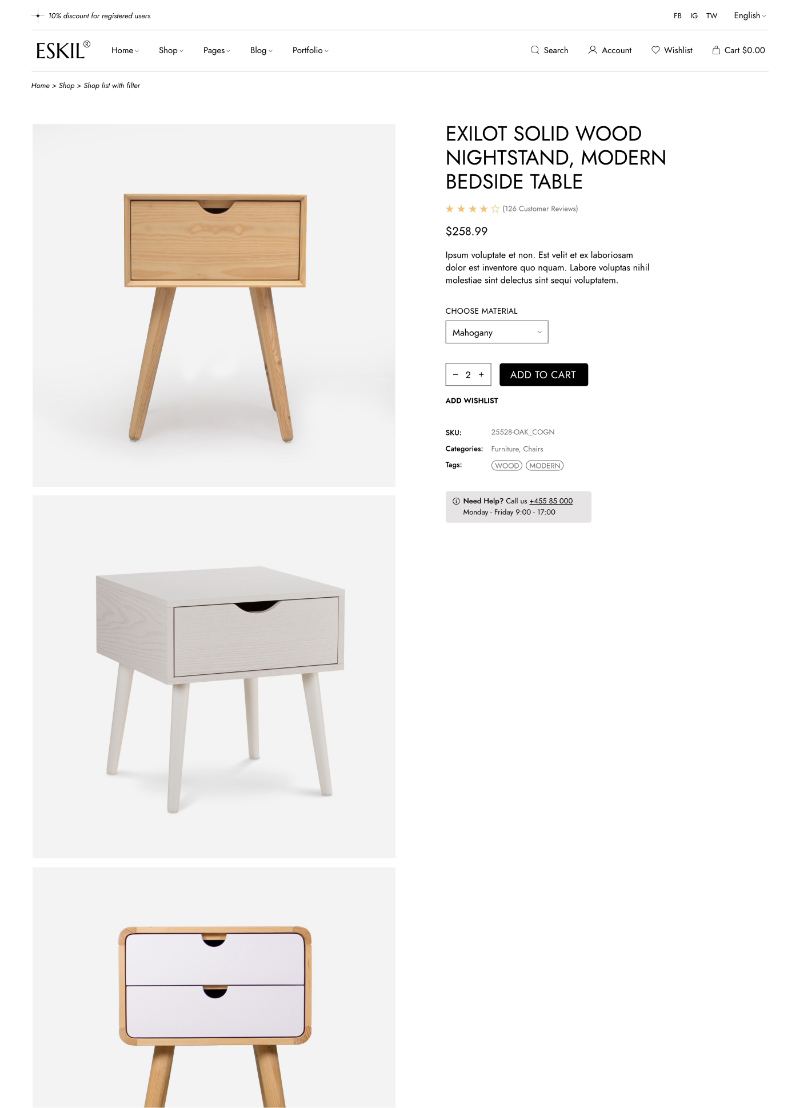 10% discount for registered users
FB IG TW English
ESKIL®
Home Shop Pages Blog Portfolio
Search Account Wishlist Cart $0.00
Home > Shop > Shop list with filter
EXILOT SOLID WOOD
NIGHTSTAND, MODERN
BEDSIDE TABLE
(126 Customer Reviews)
$258.99
Ipsum voluptate et non. Est velit et ex laboriosam
dolor est inventore quo nquam. Labore voluptas nihil
molestiae sint delectus sint sequi voluptatem.
CHOOSE MATERIAL
Mahogany
− 2 +
ADD TO CART
ADD WISHLIST
SKU: 25528-OAK_COGN
Categories: Furniture, Chairs
Tags: WOOD MODERN
Need Help? Call us +455 85 000
Monday - Friday 9:00 - 17:00